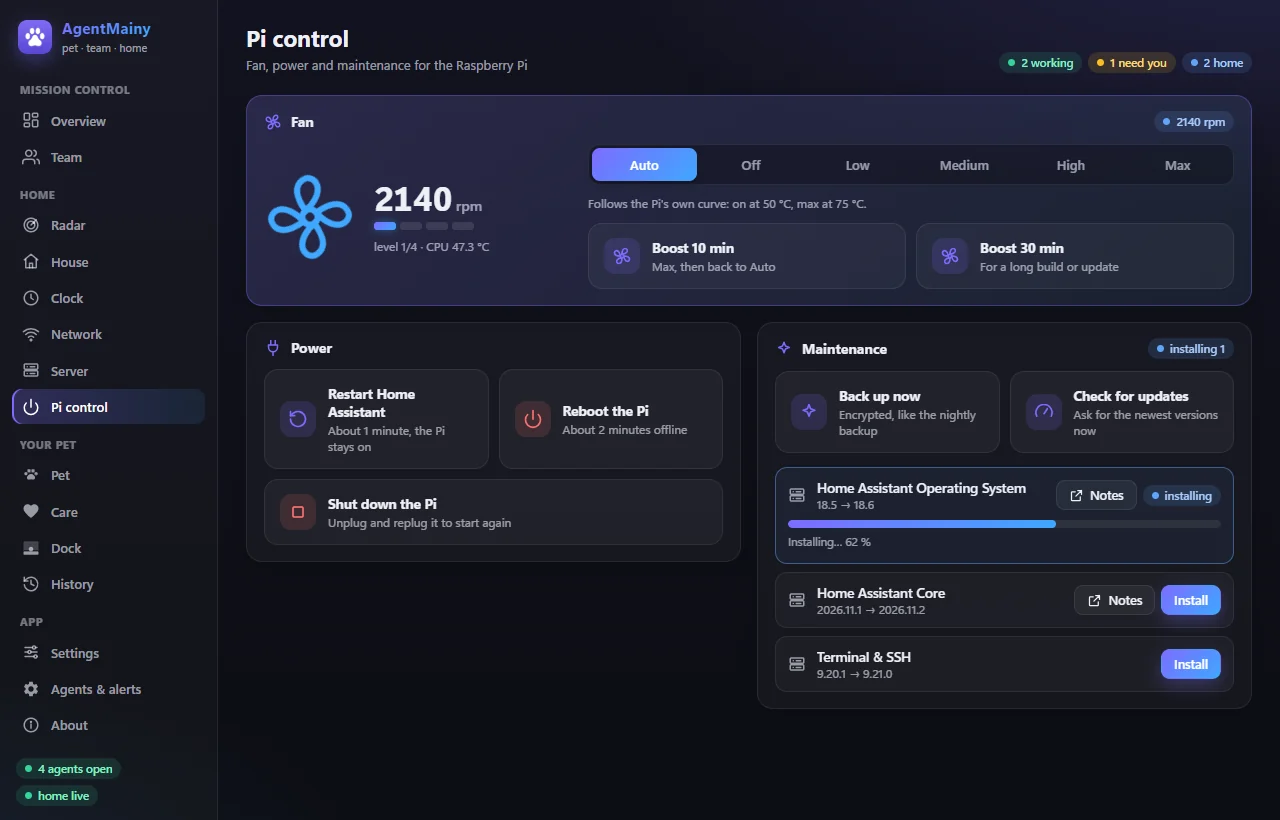 AgentMainy
pet · team · home
MISSION CONTROL
Overview
Team
HOME
Radar
House
Clock
Network
Server
Pi control
YOUR PET
Pet
Care
Dock
History
APP
Settings
Agents & alerts
About
4 agents open
home live
Pi control
Fan, power and maintenance for the Raspberry Pi
2 working
1 need you
2 home
Fan
2140 rpm
2140 rpm
level 1/4 · CPU 47.3 °C
Auto
Off
Low
Medium
High
Max
Follows the Pi's own curve: on at 50 °C, max at 75 °C.
Boost 10 min
Max, then back to Auto
Boost 30 min
For a long build or update
Power
Restart Home
Assistant
About 1 minute, the Pi
stays on
Reboot the Pi
About 2 minutes offline
Shut down the Pi
Unplug and replug it to start again
Maintenance
installing 1
Back up now
Encrypted, like the nightly
backup
Check for updates
Ask for the newest versions
now
Home Assistant Operating System
18.5 → 18.6
Notes
installing
Installing... 62 %
Home Assistant Core
2026.11.1 → 2026.11.2
Notes
Install
Terminal & SSH
9.20.1 → 9.21.0
Install